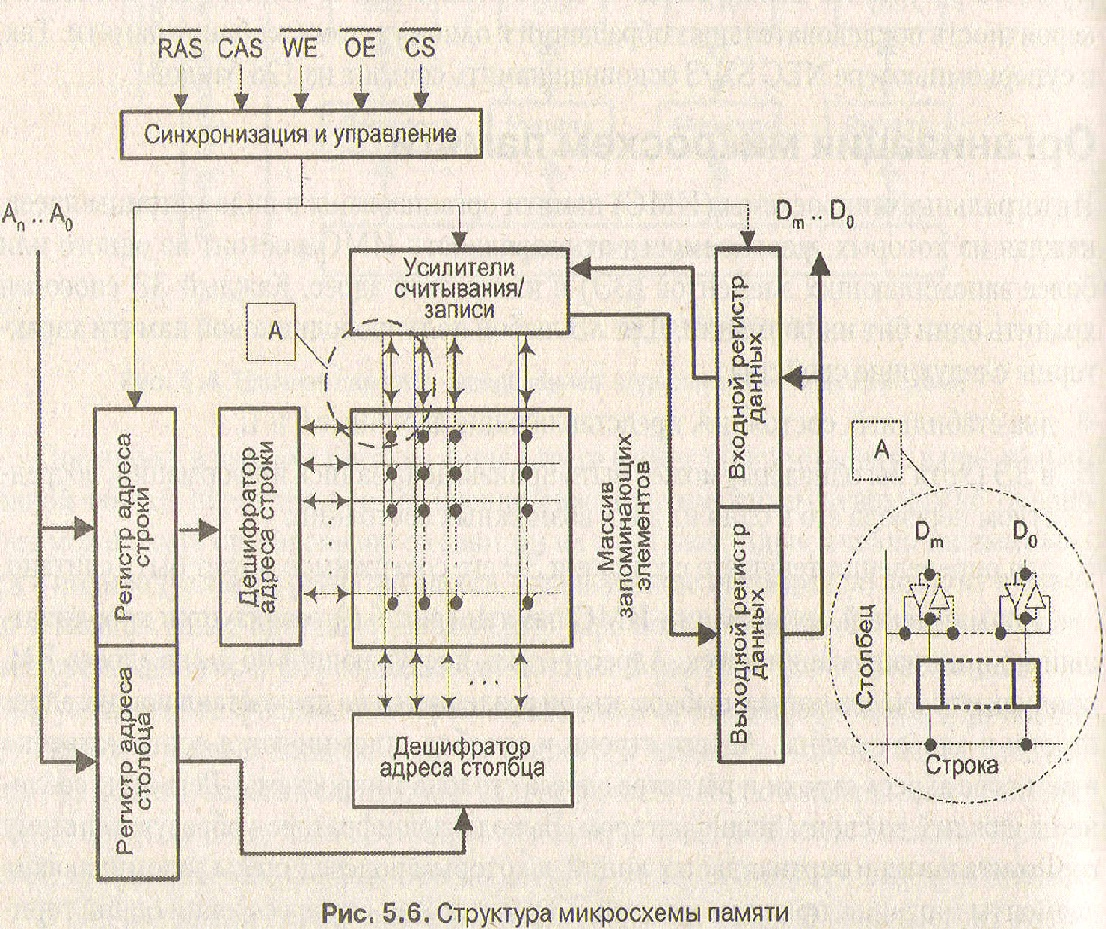 RAS CAS WE OE CS
Синхронизация и управление
Aп .. A0
Dm .. D0
Усилители
считывания/
записи
A
Регистр адреса
строки
Дешифратор
адреса строки
Массив
запоминающих
элементов
Входной регистр
данных
Выходной регистр
данных
Регистр адреса
столбца
. . .
Дешифратор
адреса столбца
A
Dm D0
Столбец
Строка
Рис. 5.6. Структура микросхемы памяти